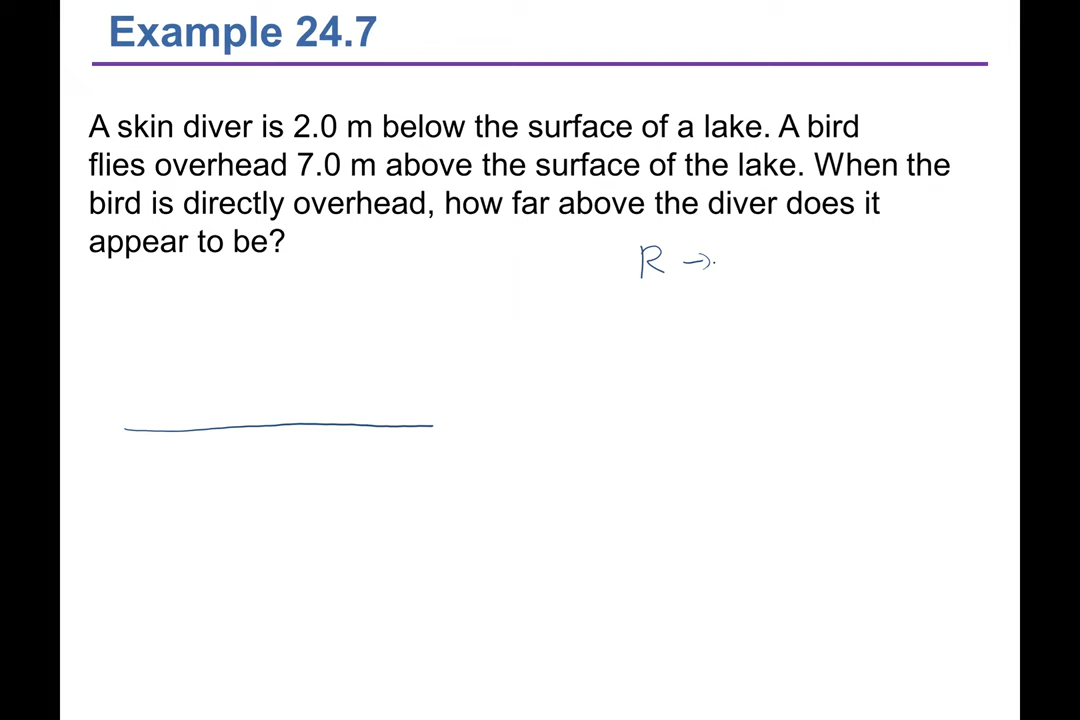 Example 24.7
A skin diver is 2.0 m below the surface of a lake. A bird
flies overhead 7.0 m above the surface of the lake. When the
bird is directly overhead, how far above the diver does it
appear to be?
R →